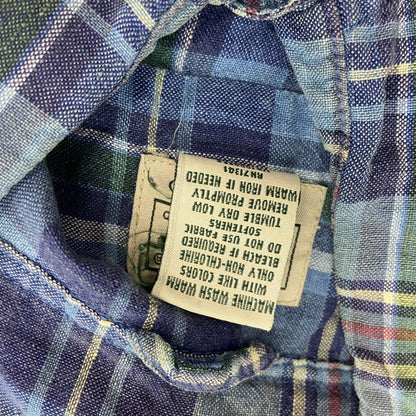 MACHINE WASH WARM
WITH LIKE COLORS
ONLY NON-CHLORINE
BLEACH IF REQUIRED
DO NOT USE FABRIC
SOFTENERS
TUMBLE DRY LOW
REMOVE PROMPTLY
WARM IRON IF NEEDED
RN71341